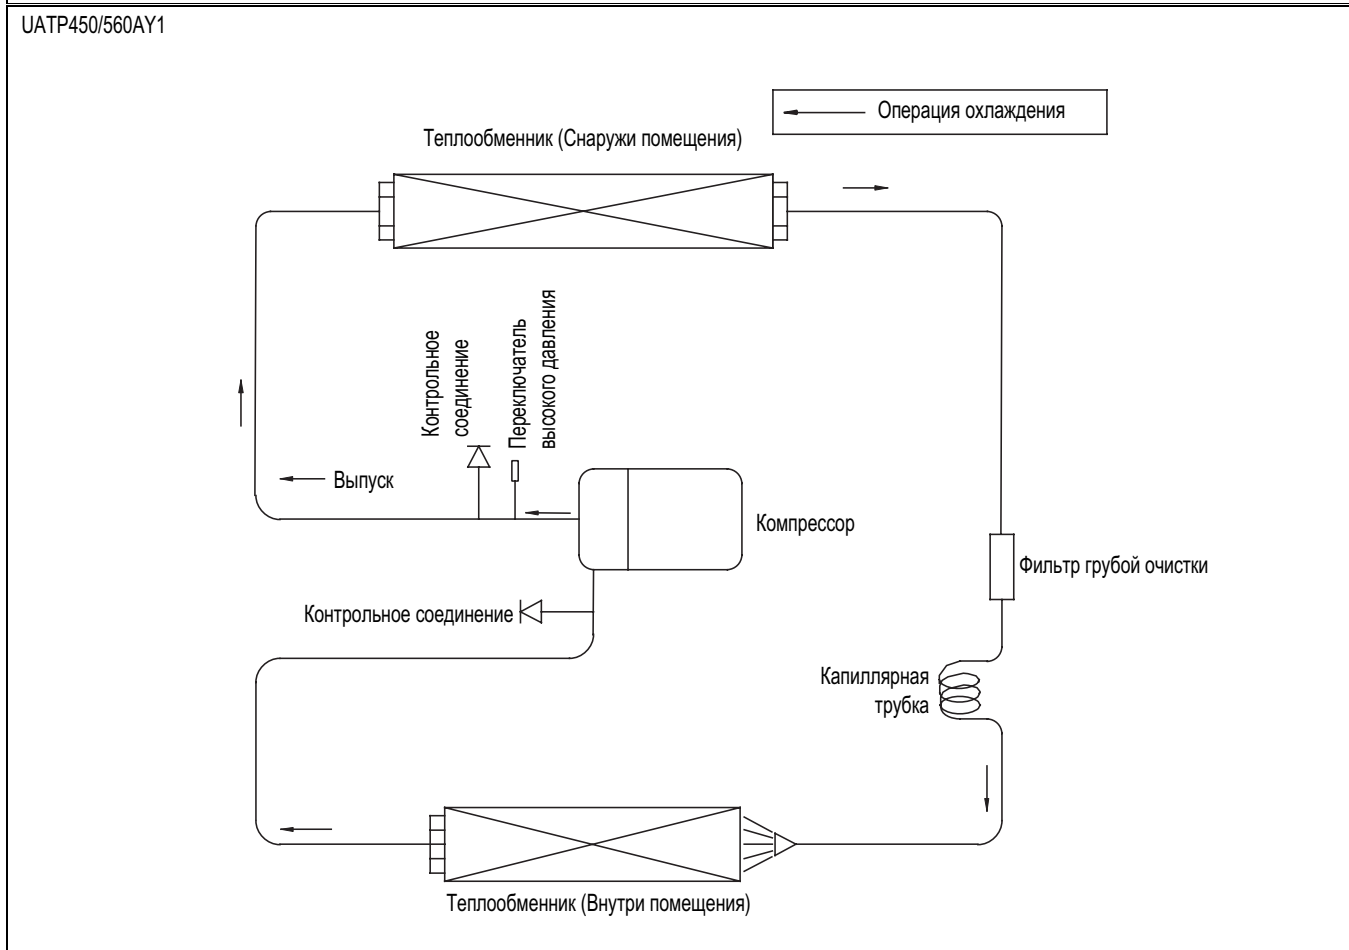 UATP450/560AY1
Операция охлаждения
Теплообменник (Снаружи помещения)
Контрольное
соединение
Переключатель
высокого давления
Выпуск
Компрессор
Фильтр грубой очистки
Контрольное соединение
Капиллярная
трубка
Теплообменник (Внутри помещения)